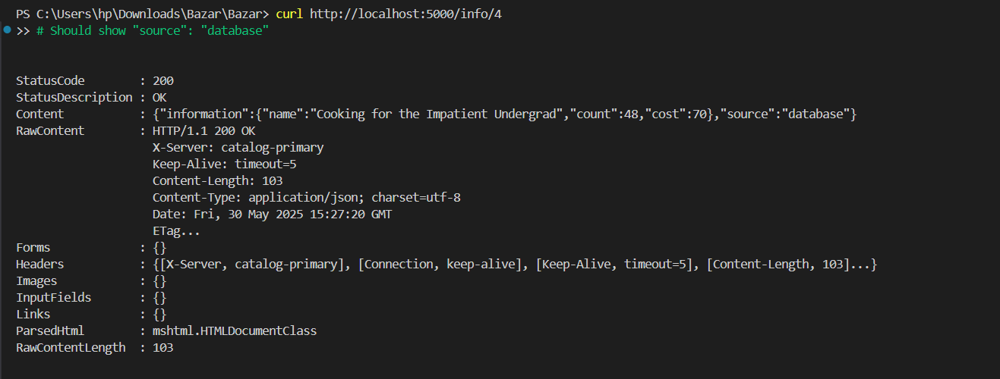 PS C:\Users\hp\Downloads\Bazar\Bazar> curl http://localhost:5000/info/4
>> # Should show "source": "database"
StatusCode        : 200
StatusDescription : OK
Content           : {"information":{"name":"Cooking for the Impatient Undergrad","count":48,"cost":70},"source":"database"}
RawContent        : HTTP/1.1 200 OK
                    X-Server: catalog-primary
                    Keep-Alive: timeout=5
                    Content-Length: 103
                    Content-Type: application/json; charset=utf-8
                    Date: Fri, 30 May 2025 15:27:20 GMT
                    ETag...
Forms             : {}
Headers           : {[X-Server, catalog-primary], [Connection, keep-alive], [Keep-Alive, timeout=5], [Content-Length, 103]...}
Images            : {}
InputFields       : {}
Links             : {}
ParsedHtml        : mshtml.HTMLDocumentClass
RawContentLength  : 103